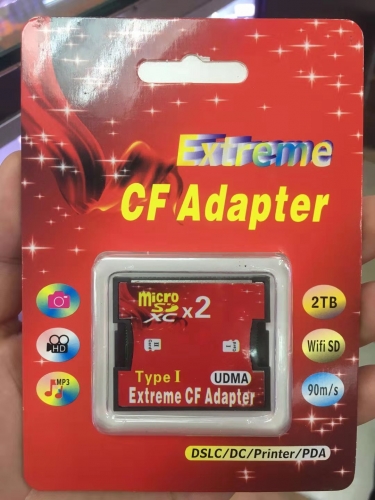 Extreme
CF Adapter
2TB
HD
Wifi SD
MP3
90m/s
micro
SD
XC x2
Type I
UDMA
Extreme CF Adapter
DSLC/DC/Printer/PDA